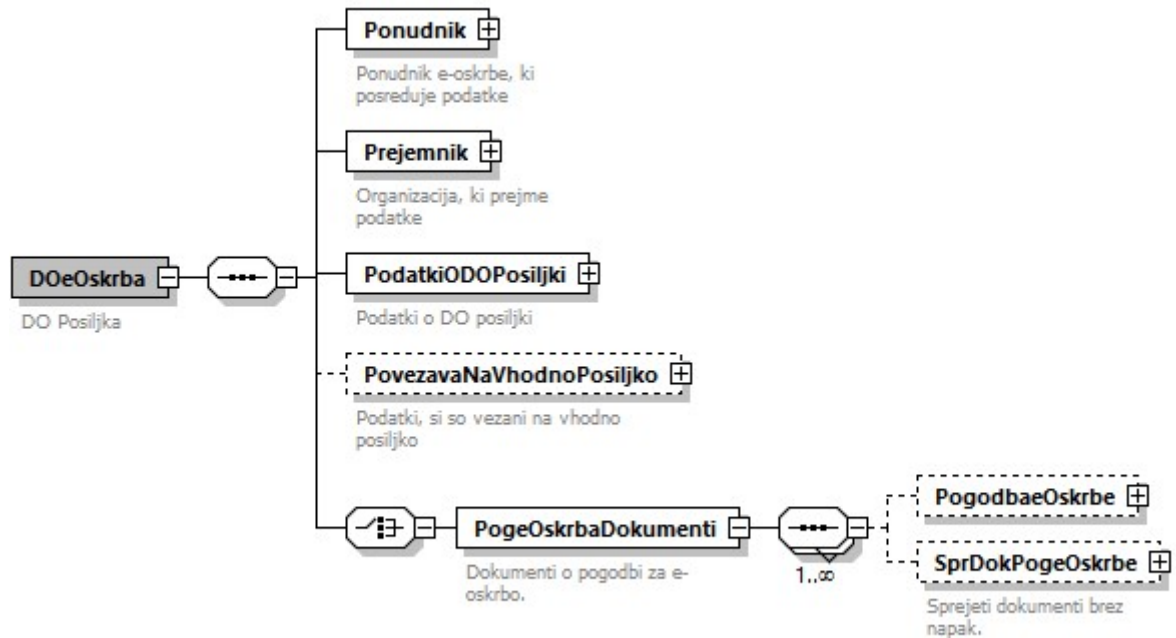 Ponudnik
Ponudnik e-oskrbe, ki
posreduje podatke
Prejemnik
Organizacija, ki prejme
podatke
DOeOskrba
DO Posiljka
PodatkiODOPosiljki
Podatki o DO posiljki
PovezavaNaVhodnoPosiljko
Podatki, si so vezani na vhodno
posiljko
PogeOskrbaDokumenti
Dokumenti o pogodbi za e-
oskrbo.
1..∞
PogodbaeOskrbe
SprDokPogeOskrbe
Sprejeti dokumenti brez
napak.